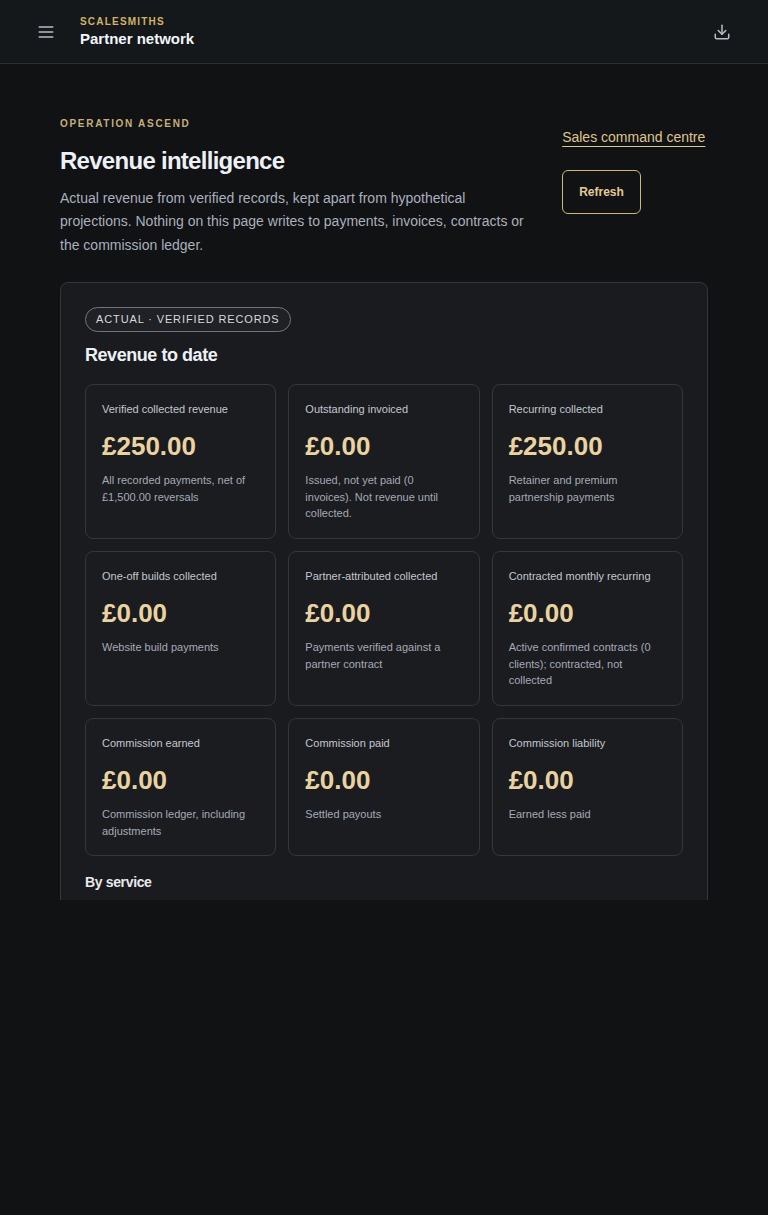 SCALESMITHS
Partner network
OPERATION ASCEND
Revenue intelligence
Actual revenue from verified records, kept apart from hypothetical
projections. Nothing on this page writes to payments, invoices, contracts or
the commission ledger.
Sales command centre
Refresh
ACTUAL · VERIFIED RECORDS
Revenue to date
Verified collected revenue
£250.00
All recorded payments, net of
£1,500.00 reversals
Outstanding invoiced
£0.00
Issued, not yet paid (0
invoices). Not revenue until
collected.
Recurring collected
£250.00
Retainer and premium
partnership payments
One-off builds collected
£0.00
Website build payments
Partner-attributed collected
£0.00
Payments verified against a
partner contract
Contracted monthly recurring
£0.00
Active confirmed contracts (0
clients); contracted, not
collected
Commission earned
£0.00
Commission ledger, including
adjustments
Commission paid
£0.00
Settled payouts
Commission liability
£0.00
Earned less paid
By service